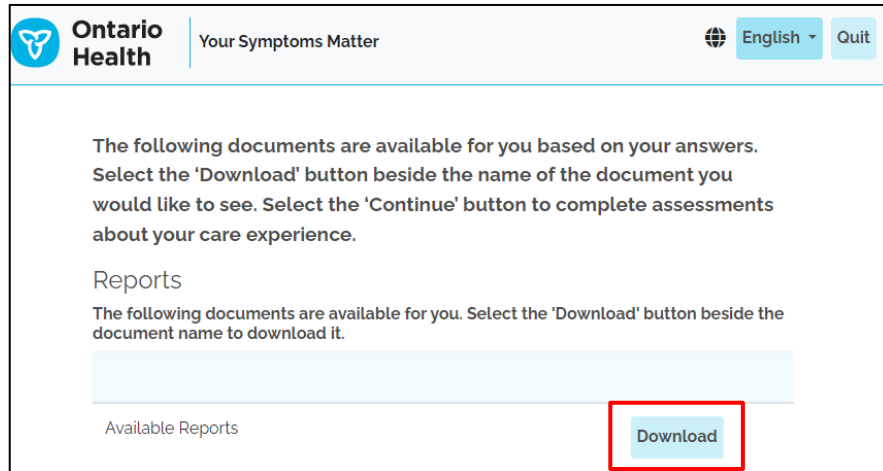 Ontario
Health
Your Symptoms Matter
English
Quit
The following documents are available for you based on your answers.
Select the ‘Download’ button beside the name of the document you
would like to see. Select the ‘Continue’ button to complete assessments
about your care experience.
Reports
The following documents are available for you. Select the 'Download' button beside the
document name to download it.
Available Reports
Download